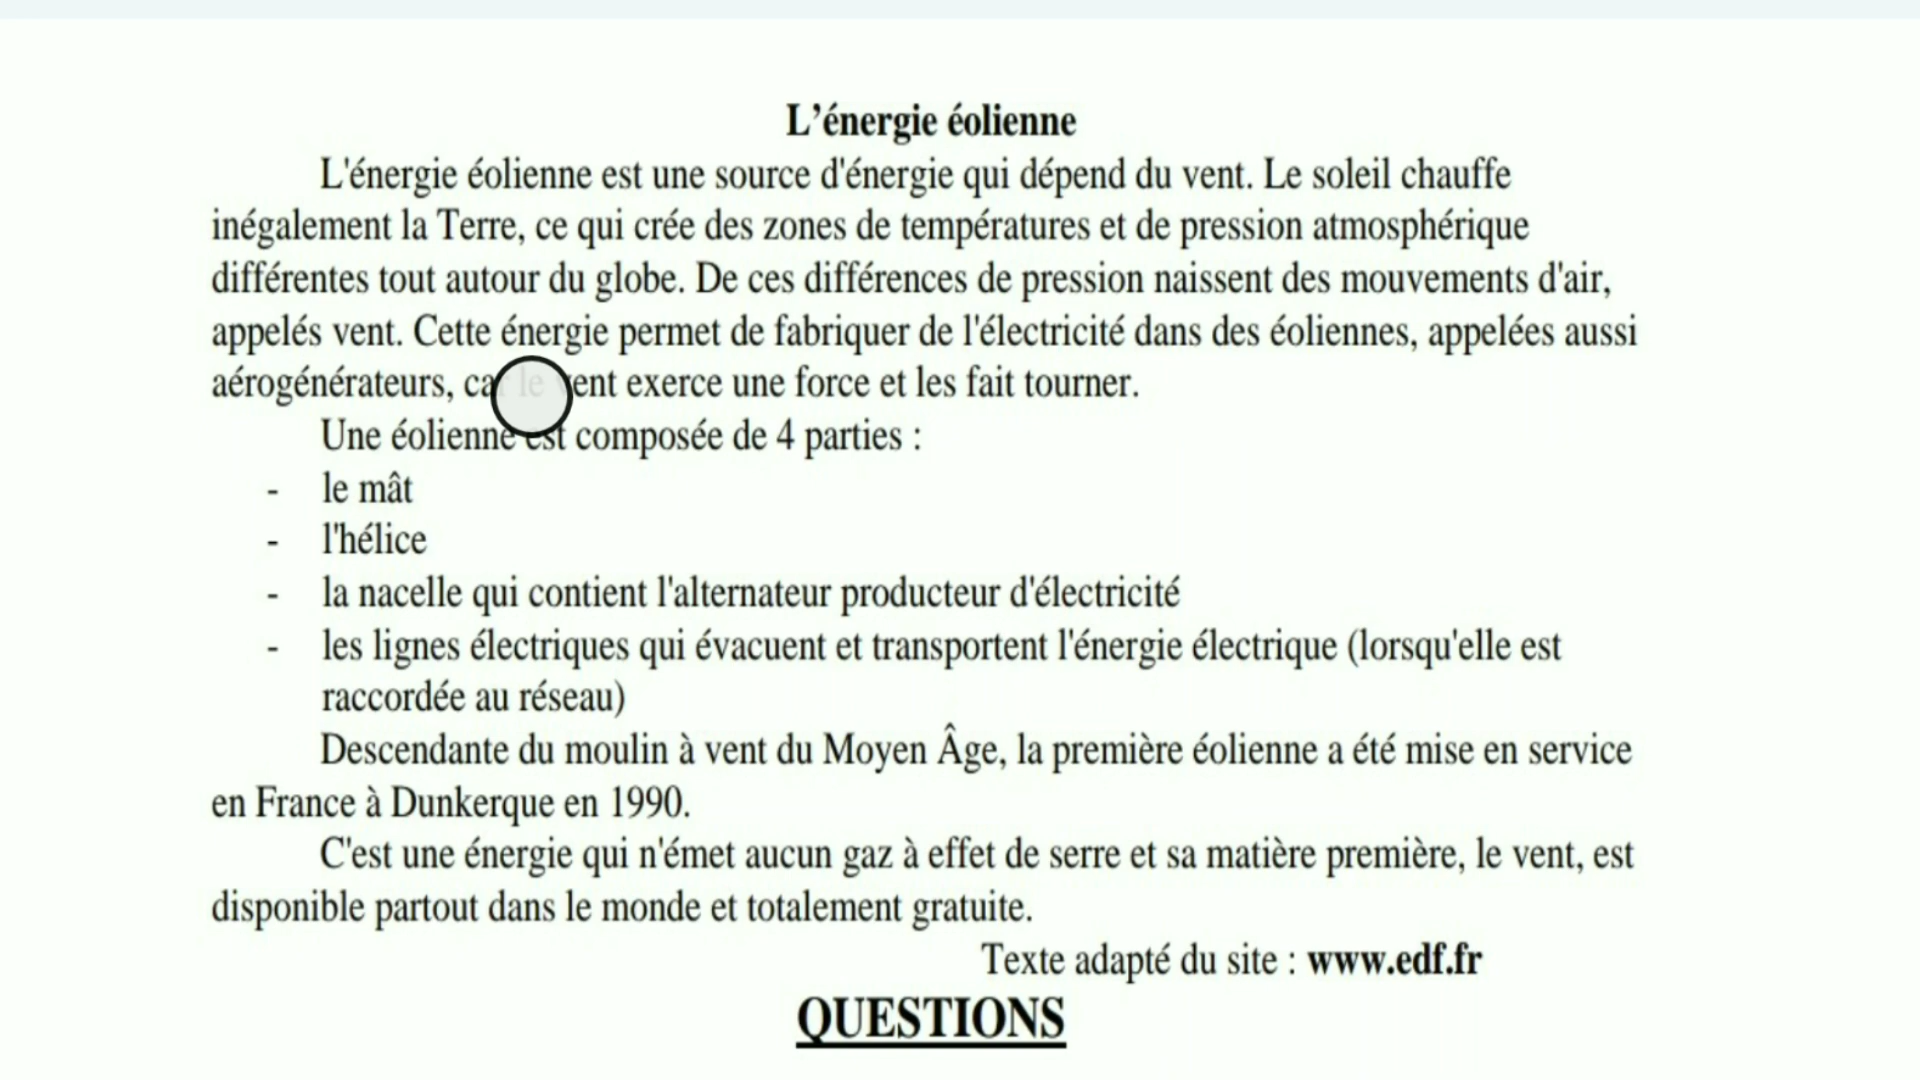 L'énergie éolienne
L'énergie éolienne est une source d'énergie qui dépend du vent. Le soleil chauffe
inégalement la Terre, ce qui crée des zones de températures et de pression atmosphérique
différentes tout autour du globe. De ces différences de pression naissent des mouvements d'air,
appelés vent. Cette énergie permet de fabriquer de l'électricité dans des éoliennes, appelées aussi
aérogénérateurs, car le vent exerce une force et les fait tourner.
Une éolienne est composée de 4 parties :
- le mât
- l'hélice
- la nacelle qui contient l'alternateur producteur d'électricité
- les lignes électriques qui évacuent et transportent l'énergie électrique (lorsqu'elle est
raccordée au réseau)
Descendante du moulin à vent du Moyen Âge, la première éolienne a été mise en service
en France à Dunkerque en 1990.
C'est une énergie qui n'émet aucun gaz à effet de serre et sa matière première, le vent, est
disponible partout dans le monde et totalement gratuite.
Texte adapté du site : www.edf.fr
QUESTIONS